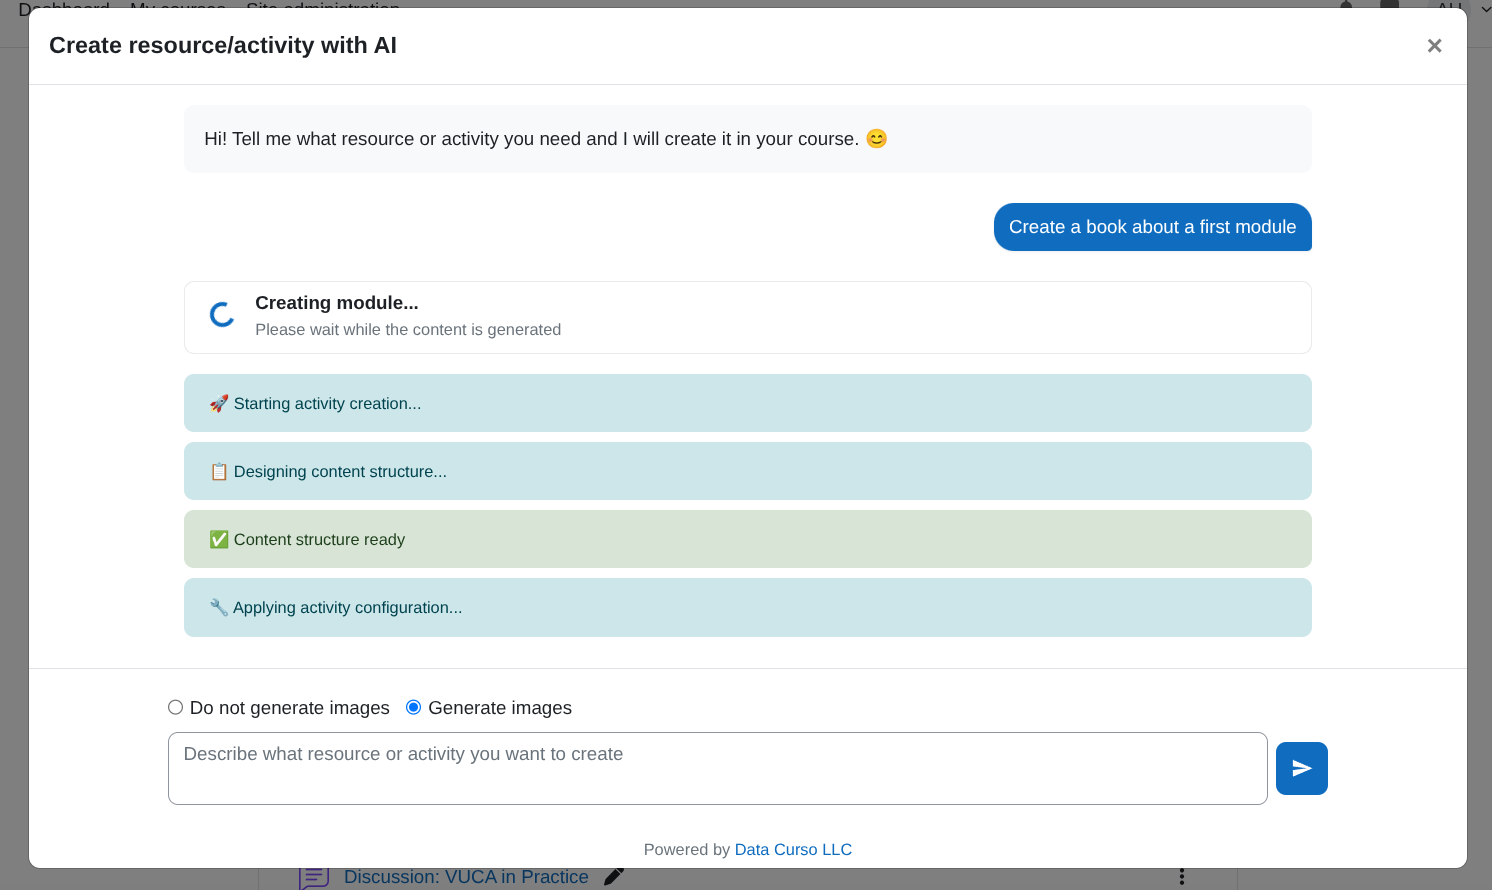 Dashboard My courses Site administration
AU
Create resource/activity with AI
Hi! Tell me what resource or activity you need and I will create it in your course. 😊
Create a book about a first module
Creating module...
Please wait while the content is generated
🚀 Starting activity creation...
📋 Designing content structure...
✅ Content structure ready
🔧 Applying activity configuration...
Do not generate images Generate images
Describe what resource or activity you want to create
Powered by Data Curso LLC
Discussion: VUCA in Practice